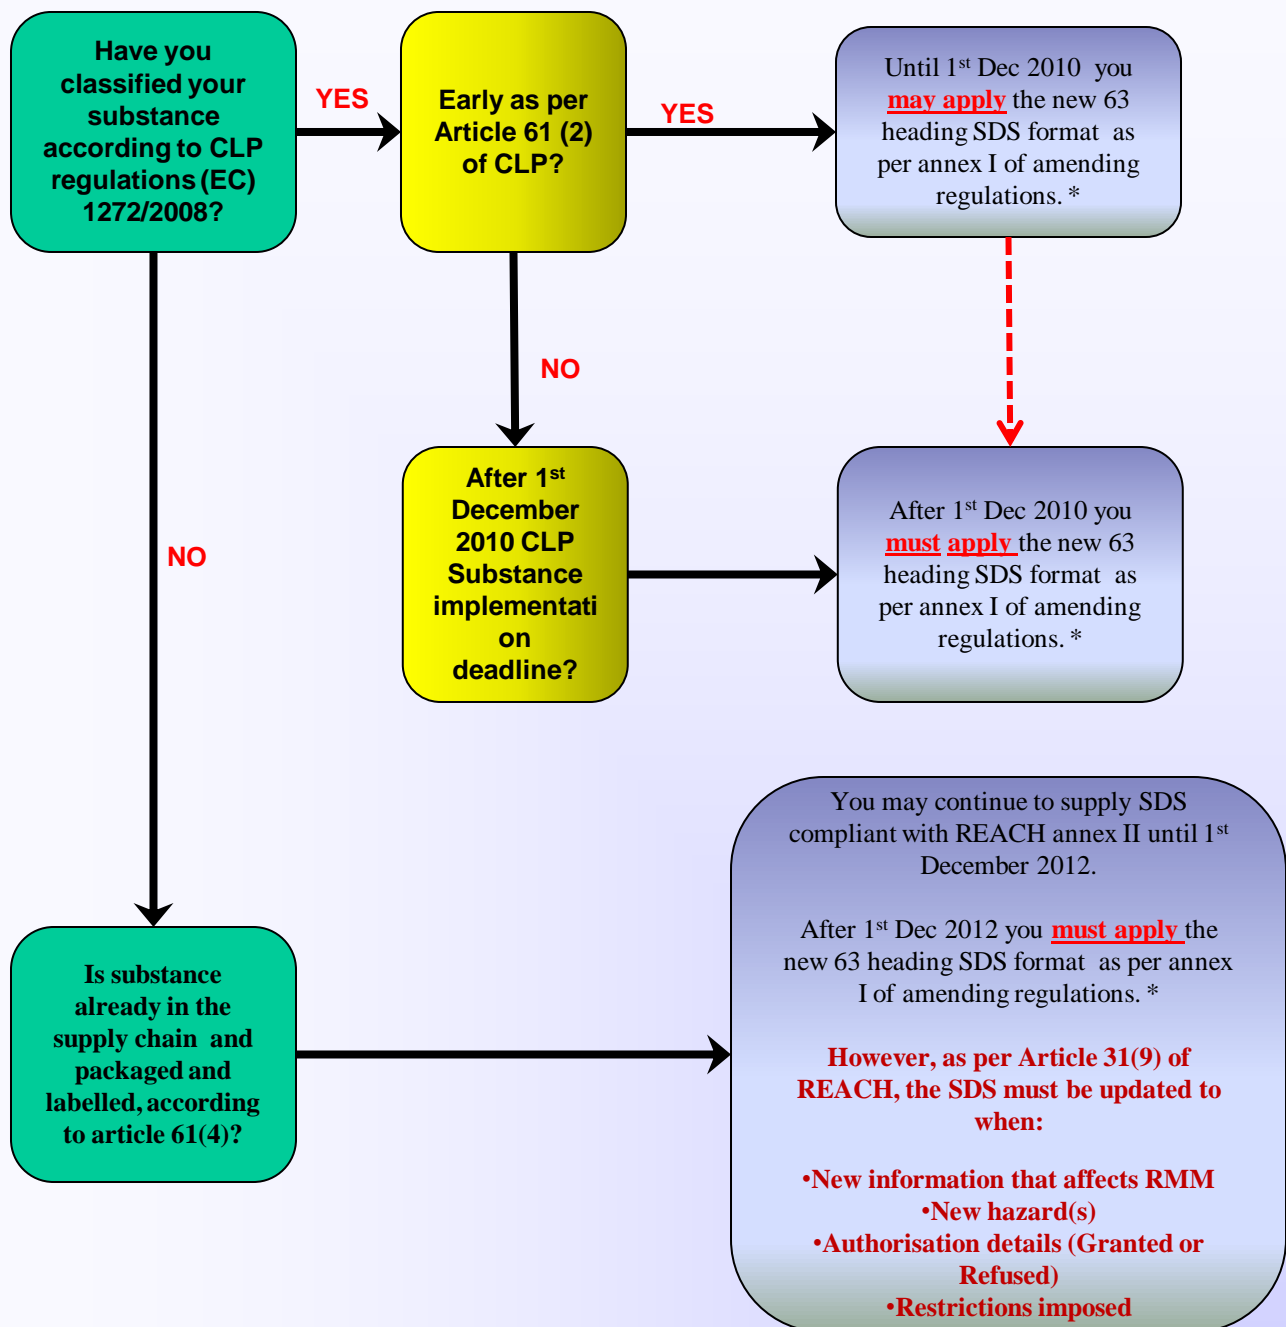 Have you
classified your
substance
according to CLP
regulations (EC)
1272/2008?
YES
Early as per
Article 61 (2)
of CLP?
YES
Until 1st Dec 2010 you
may apply the new 63
heading SDS format as
per annex I of amending
regulations. *
NO
NO
After 1st
December
2010 CLP
Substance
implementati
on
deadline?
After 1st Dec 2010 you
must apply the new 63
heading SDS format as
per annex I of amending
regulations. *
Is substance
already in the
supply chain and
packaged and
labelled, according
to article 61(4)?
You may continue to supply SDS
compliant with REACH annex II until 1st
December 2012.
After 1st Dec 2012 you must apply the
new 63 heading SDS format as per annex
I of amending regulations. *
However, as per Article 31(9) of
REACH, the SDS must be updated to
when:
•New information that affects RMM
•New hazard(s)
•Authorisation details (Granted or
Refused)
•Restrictions imposed